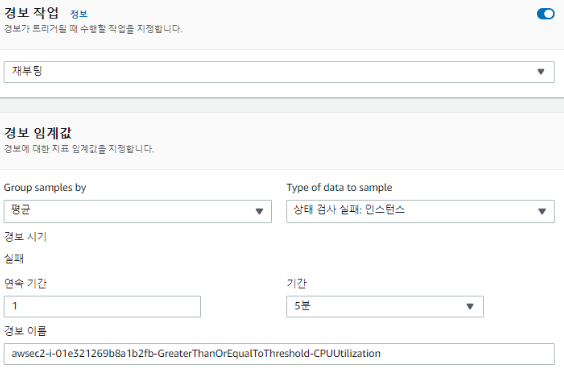 경보 작업 정보
경보가 트리거될 때 수행할 작업을 지정합니다.
재부팅
경보 임계값
경보에 대한 지표 임계값을 지정합니다.
Group samples by
Type of data to sample
평균
상태 검사 실패: 인스턴스
경보 시기
실패
연속 기간
기간
1
5분
경보 이름
awsec2-i-01e321269b8a1b2fb-GreaterThanOrEqualToThreshold-CPUUtilization